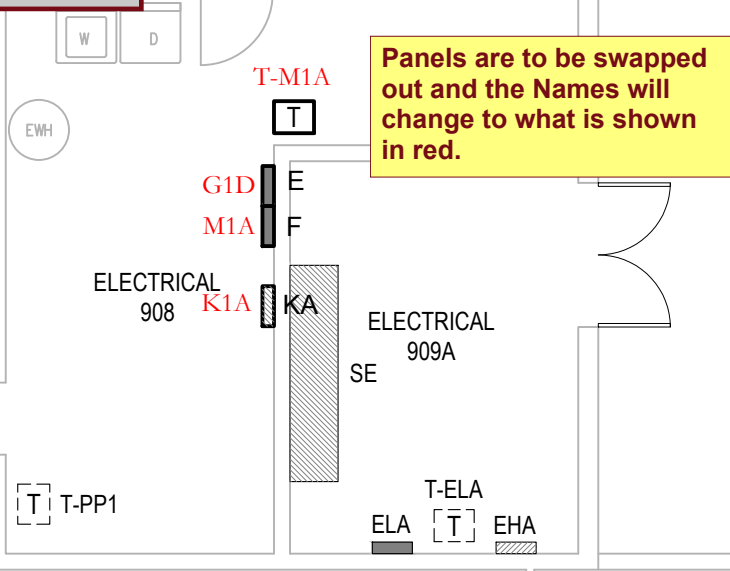 W
D
T-M1A
Panels are to be swapped
out and the Names will
change to what is shown
in red.
T
EWH
G1D
E
M1A
F
ELECTRICAL
908
K1A
KA
ELECTRICAL
909A
SE
T
T-PP1
T-ELA
ELA
T
EHA